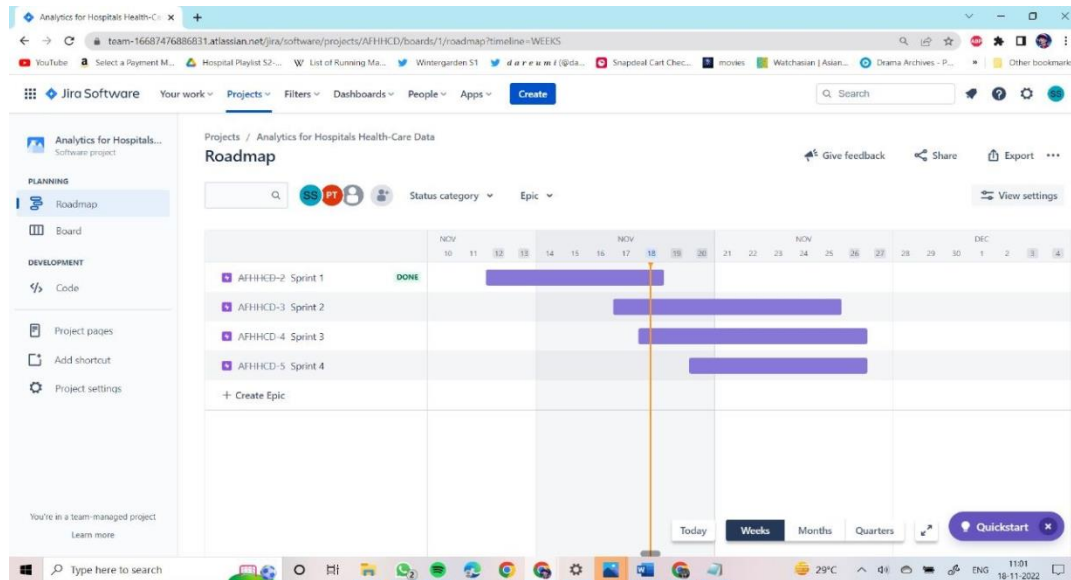 Analytics for Hospitals Health-Ca
team-16687476886831.atlassian.net/jira/software/projects/AFHHCD/boards/1/roadmap?timeline=WEEKS
YouTube Select a Payment M... Hospital Playlist S2-... List of Running Ma... Wintergarden S1 d a r e u m i (@da... Snapdeal Cart Chec... movies Watchasian | Asian... Drama Archives - P... » Other bookmark
Jira Software Your work Projects Filters Dashboards People Apps Create Search SS
Analytics for Hospitals...
Software project
PLANNING
Roadmap
Board
DEVELOPMENT
Code
Project pages
Add shortcut
Project settings
You're in a team-managed project
Learn more
Projects / Analytics for Hospitals Health-Care Data
Roadmap Give feedback Share Export
SS PT Status category Epic View settings
NOV NOV NOV DEC
10 11 12 13 14 15 16 17 18 19 20 21 22 23 24 25 26 27 28 29 30 1 2 3 4
AFHHCD-2 Sprint 1 DONE
AFHHCD-3 Sprint 2
AFHHCD-4 Sprint 3
AFHHCD-5 Sprint 4
+ Create Epic
Today Weeks Months Quarters Quickstart
Type here to search 29°C ENG 11:01
18-11-2022